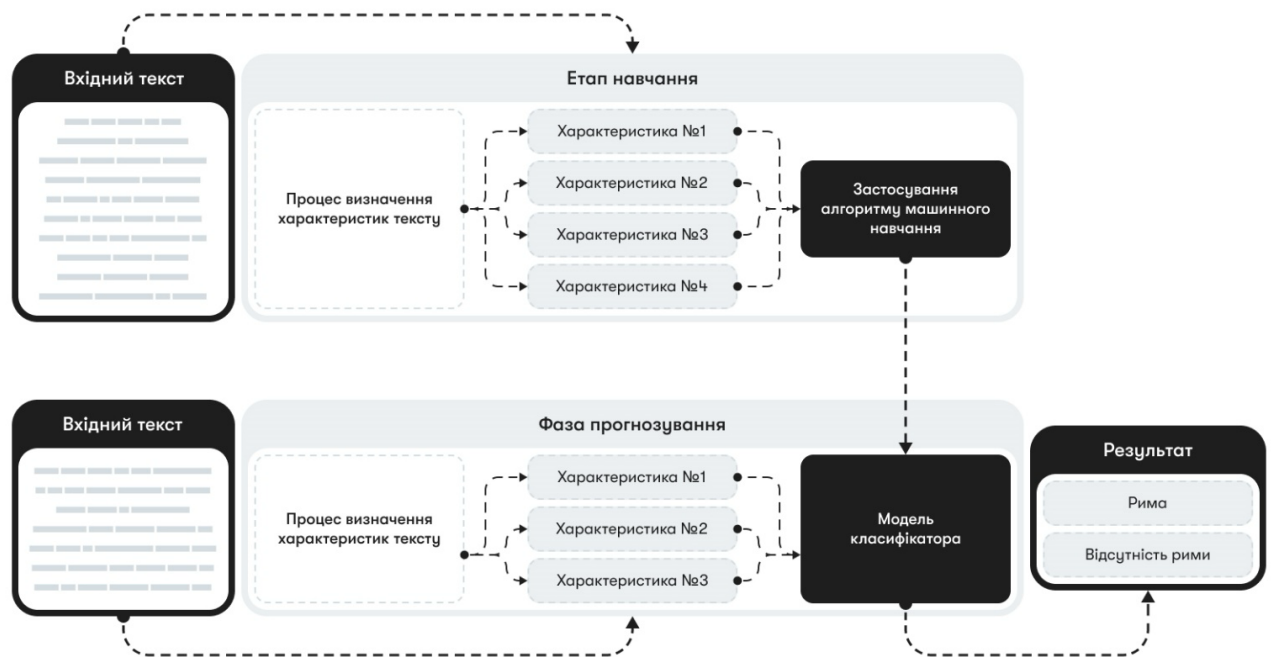 Вхідний текст
Етап навчання
Процес визначення
характеристик тексту
Характеристика №1
Характеристика №2
Характеристика №3
Характеристика №4
Застосування
алгоритму машинного
навчання
Вхідний текст
Фаза прогнозування
Процес визначення
характеристик тексту
Характеристика №1
Характеристика №2
Характеристика №3
Модель
класифікатора
Результат
Рима
Відсутність рими